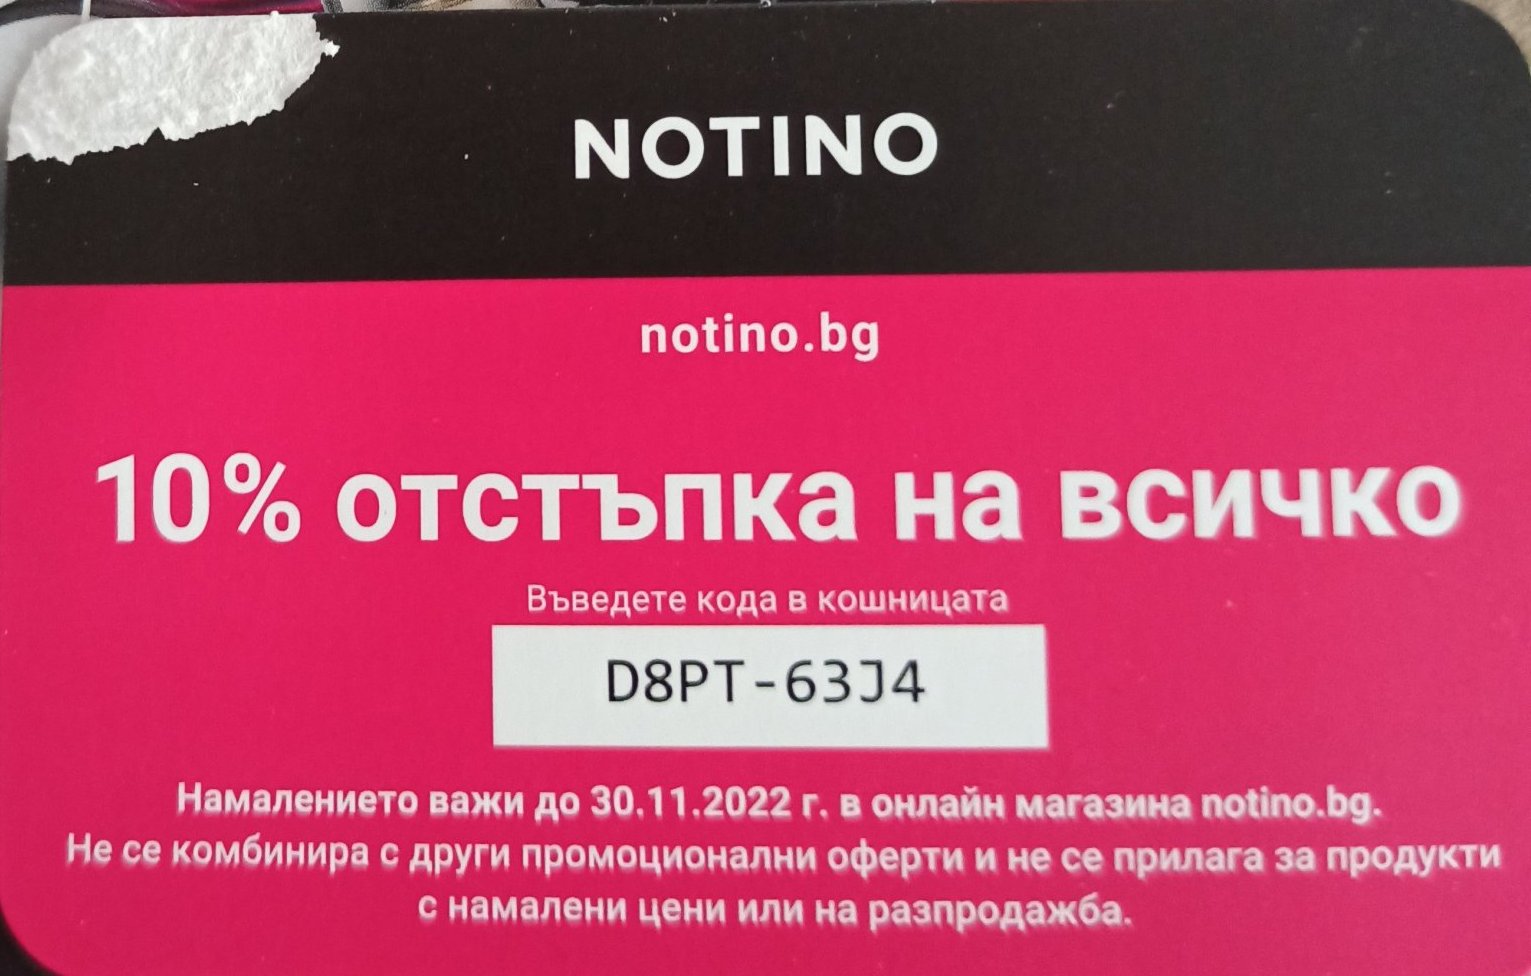 NOTINO
notino.bg
10% отстъпка на всичко
Въведете кода в кошницата
D8PT-63J4
Намалението важи до 30.11.2022 г. в онлайн магазина notino.bg.
Не се комбинира с други промоционални оферти и не се прилага за продукти
с намалени цени или на разпродажба.